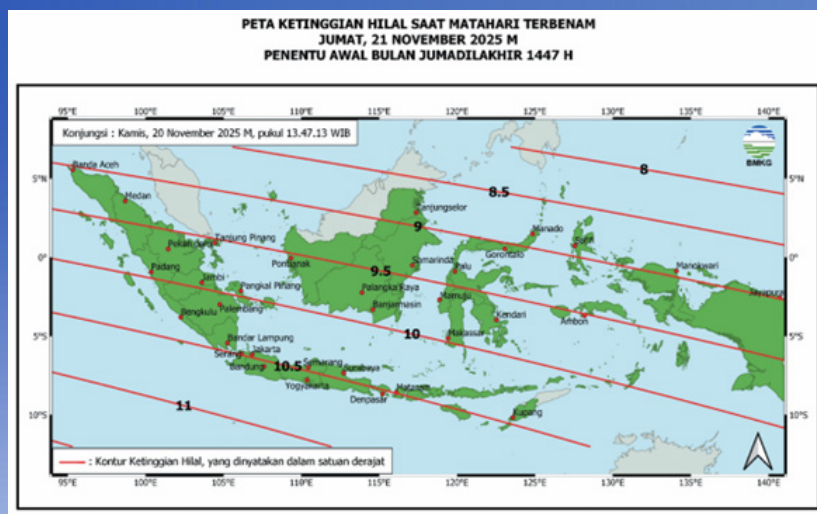 PETA KETINGGIAN HILAL SAAT MATAHARI TERBENAM
JUMAT, 21 NOVEMBER 2025 M
PENENTU AWAL BULAN JUMADILAKHIR 1447 H
95°E 100°E 105°E 110°E 115°E 120°E 125°E 130°E 135°E 140°E
Konjungsi : Kamis, 20 November 2025 M, pukul 13.47.13 WIB
BMKG
8
Banda Aceh
5°N 5°N
8.5
Medan
Tanjungselor
9
Manado
Tanjung Pinang
Pekanbaru
Gorontalo
Sofifi
0° 0°
Pontianak
Samarinda
9.5
Palu
Manokwari
Padang
Jambi
Pangkal Pinang
Palangka Raya
Mamuju
Jayapura
Palembang
Banjarmasin
Bengkulu
Kendari
Ambon
10
Makassar
5°S 5°S
Bandar Lampung
Serang
Jakarta
Bandung
10.5
Semarang
Surabaya
Yogyakarta
Mataram
Denpasar
11
Kupang
10°S 10°S
: Kontur Ketinggian Hilal, yang dinyatakan dalam satuan derajat
95°E 100°E 105°E 110°E 115°E 120°E 125°E 130°E 135°E 140°E